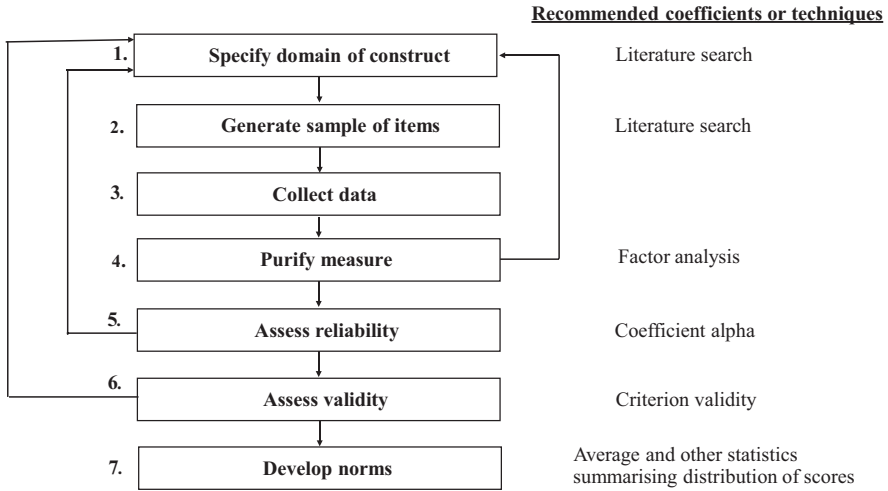 Recommended coefficients or techniques
1. Specify domain of construct Literature search
2. Generate sample of items Literature search
3. Collect data
4. Purify measure Factor analysis
5. Assess reliability Coefficient alpha
6. Assess validity Criterion validity
7. Develop norms Average and other statistics
summarising distribution of scores